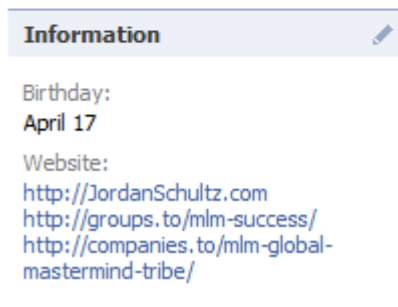 Information
Birthday:
April 17
Website:
http://JordanSchultz.com
http://groups.to/mlm-success/
http://companies.to/mlm-global-
mastermind-tribe/